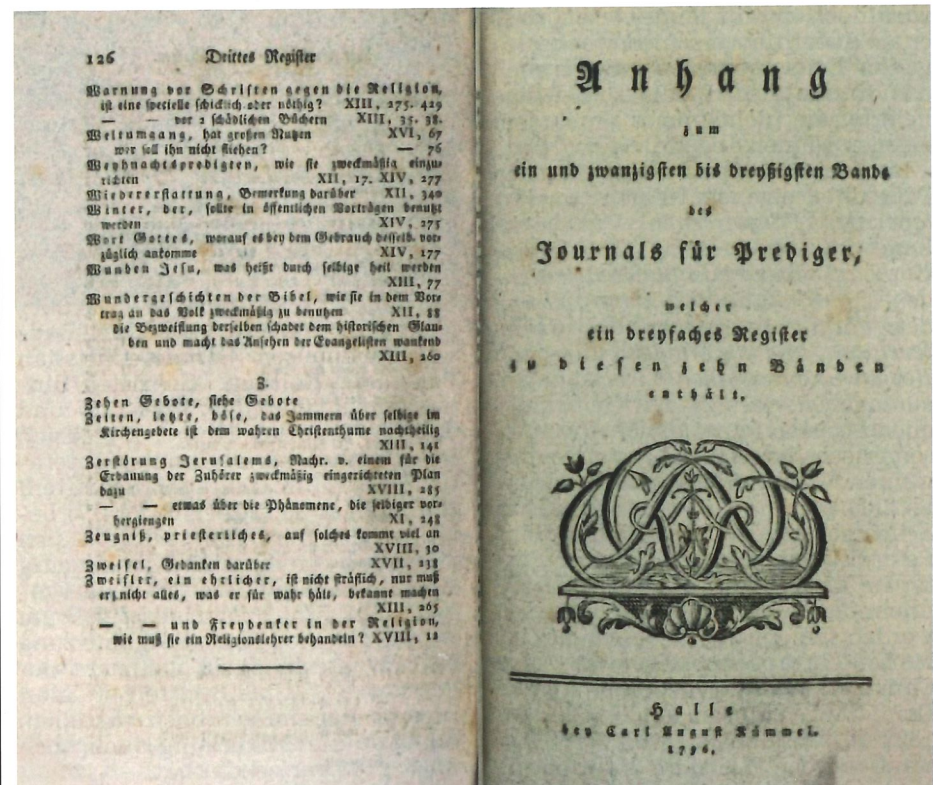 126 Drittes Register
Warnung vor Schriften gegen die Religion,
ist eine specielle schicklich oder nöthig? XIII, 275. 429
— — vor 2 schädlichen Büchern XIII, 35. 38.
Weltumgang, hat großen Nutzen XVI, 67
wer soll ihn nicht fliehen? — 76
Weyhnachtspredigten, wie sie zweckmäßig einzu-
richten XII, 17. XIV, 277
Wiedererstattung, Bemerkung darüber XII, 340
Winter, der, sollte in öffentlichen Vorträgen benutzt
werden XIV, 275
Wort Gottes, worauf es bey dem Gebrauch desselb. vor-
züglich ankomme XIV, 177
Wunden Jesu, was heißt durch selbige heil werden
XIII, 77
Wundergeschichten der Bibel, wie sie in dem Vor-
trag an das Volk zweckmäßig zu benutzen XII, 88
die Bezweiflung derselben schadet dem historischen Glau-
ben und macht das Ansehen der Evangelisten wankend
XIII, 260
Z.
Zehen Gebote, siehe Gebote
Zeiten, letzte, böse, das Jammern über selbige im
Kirchengebete ist dem wahren Christenthume nachtheilig
XIII, 141
Zerstörung Jerusalems, Nachr. v. einem für die
Erbauung der Zuhörer zweckmäßig eingerichteten Plan
dazu XVIII, 285
— — etwas über die Phänomene, die selbiger vor-
hergiengen XI, 248
Zeugniß, priesterliches, auf solches kommt viel an
XVIII, 30
Zweifel, Gedanken darüber XVII, 238
Zweifler, ein ehrlicher, ist nicht sträflich, nur muß
er nicht alles, was er für wahr hält, bekannt machen
XIII, 265
— — und Freydenker in der Religion,
wie muß sie ein Religionslehrer behandeln? XVIII, 12
Anhang
zum
ein und zwanzigsten bis dreyßigsten Bande
des
Journals für Prediger,
welcher
ein dreyfaches Register
zu diesen zehn Bänden
enthält.
Halle
bey Carl August Kümmel.
1796.